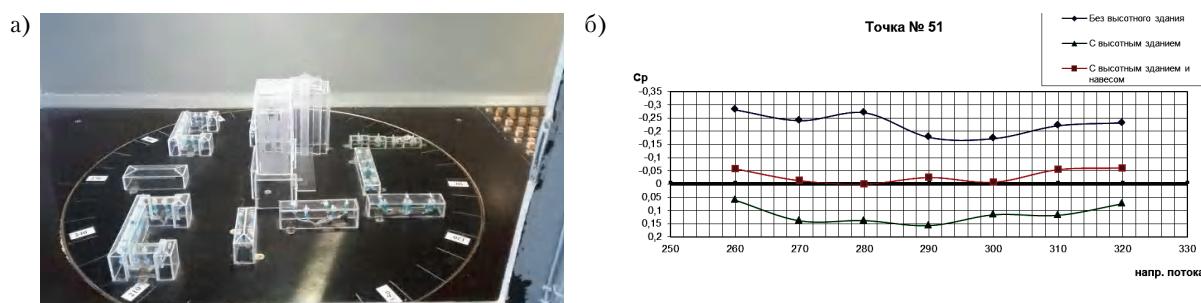 а)
210
б)
Точка № 51
Без высотного здания
С высотным зданием
С высотным зданием и
навесом
Cp
-0,35
-0,3
-0,25
-0,2
-0,15
-0,1
-0,05
0
0,05
0,1
0,15
0,2
250
260
270
280
290
300
310
320
330
напр. потока